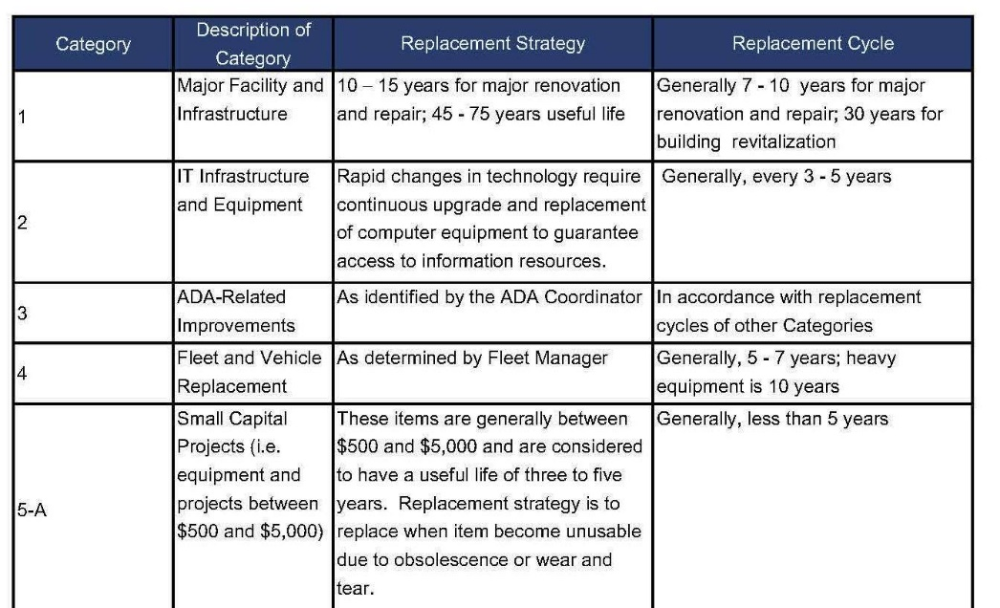 Category
Description of
Category
Replacement Strategy
Replacement Cycle
1
Major Facility and
Infrastructure
10 – 15 years for major renovation
and repair; 45 - 75 years useful life
Generally 7 - 10 years for major
renovation and repair; 30 years for
building revitalization
2
IT Infrastructure
and Equipment
Rapid changes in technology require
continuous upgrade and replacement
of computer equipment to guarantee
access to information resources.
Generally, every 3 - 5 years
3
ADA-Related
Improvements
As identified by the ADA Coordinator
In accordance with replacement
cycles of other Categories
4
Fleet and Vehicle
Replacement
As determined by Fleet Manager
Generally, 5 - 7 years; heavy
equipment is 10 years
5-A
Small Capital
Projects (i.e.
equipment and
projects between
$500 and $5,000)
These items are generally between
$500 and $5,000 and are considered
to have a useful life of three to five
years. Replacement strategy is to
replace when item become unusable
due to obsolescence or wear and
tear.
Generally, less than 5 years